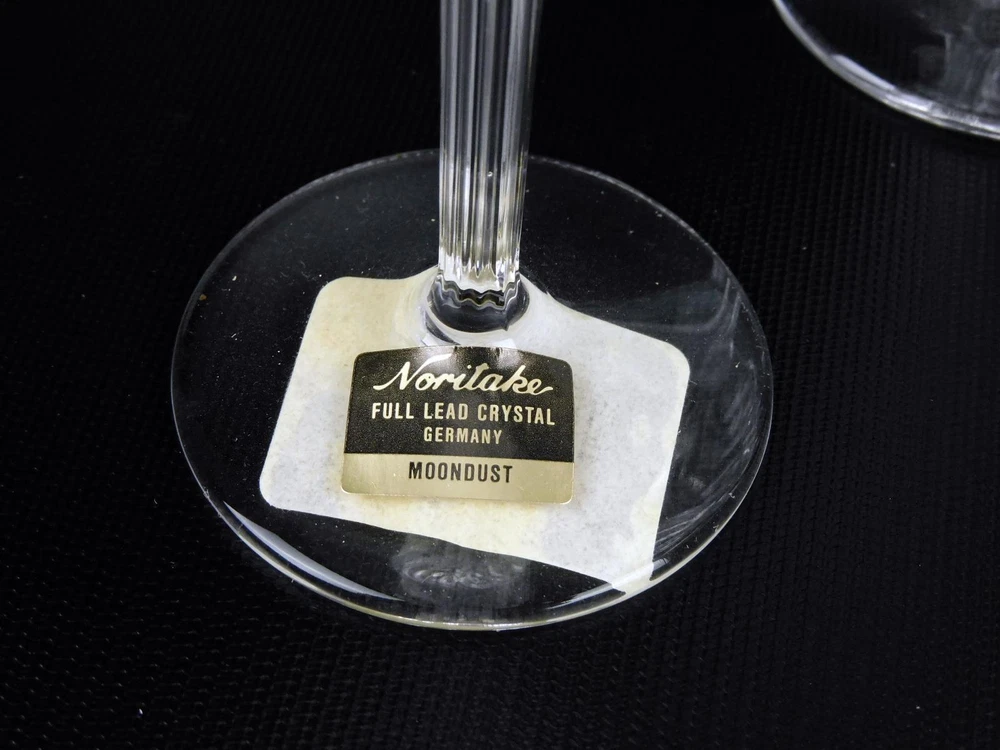 Noritake
FULL LEAD CRYSTAL
GERMANY
MOONDUST